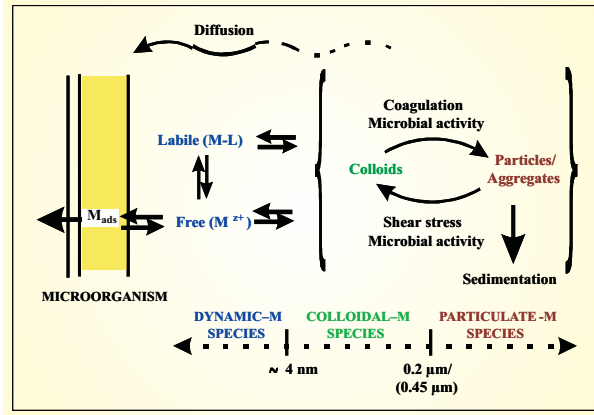 Diffusion
Coagulation
Microbial activity
Labile (M-L)
Colloids
Particles/
Aggregates
M_ads
Free (M z+)
Shear stress
Microbial activity
Sedimentation
MICROORGANISM
DYNAMIC–M
SPECIES
COLLOIDAL–M
SPECIES
PARTICULATE -M
SPECIES
~ 4 nm
0.2 µm/
(0.45 µm)